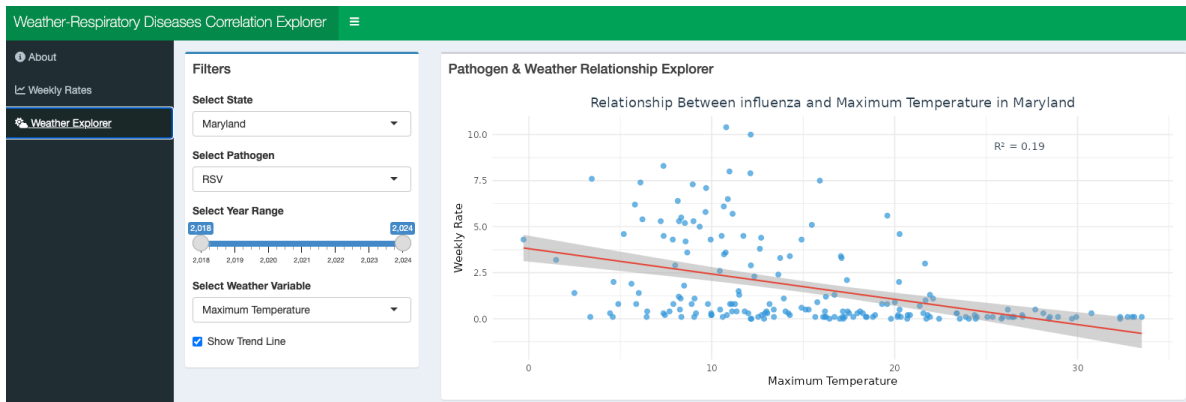 Weather-Respiratory Diseases Correlation Explorer
About
Weekly Rates
Weather Explorer
Filters
Select State
Maryland
Select Pathogen
RSV
Select Year Range
2,018 2,024
2,018 2,019 2,020 2,021 2,022 2,023 2,024
Select Weather Variable
Maximum Temperature
Show Trend Line
Pathogen & Weather Relationship Explorer
Relationship Between influenza and Maximum Temperature in Maryland
R² = 0.19
10.0
7.5
5.0
2.5
0.0
Weekly Rate
0 10 20 30
Maximum Temperature